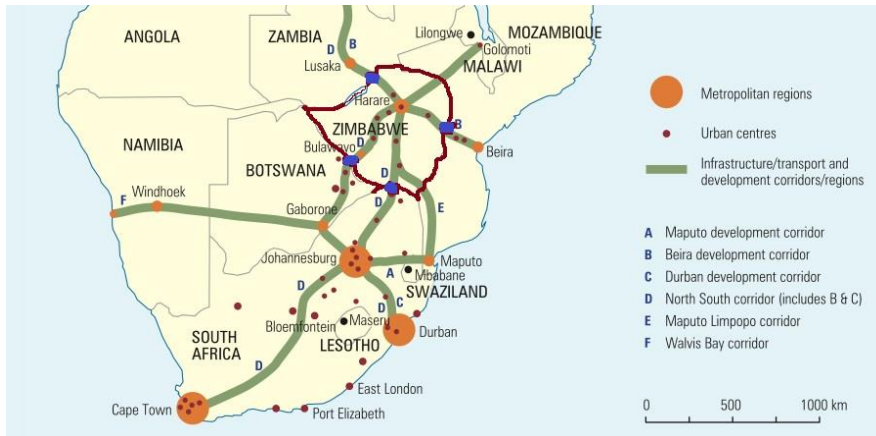 ANGOLA
ZAMBIA
Lilongwe
MOZAMBIQUE
D B
Golomoti
Lusaka
MALAWI
Harare
ZIMBABWE
B
NAMIBIA
Bulawayo
D
Beira
BOTSWANA
D
Windhoek
D
F
Gaborone
E
Johannesburg
Maputo
A
Mbabane
D
SWAZILAND
C
D
Bloemfontein
Maseru
Durban
SOUTH
AFRICA
LESOTHO
D
East London
Cape Town
Port Elizabeth
Metropolitan regions
Urban centres
Infrastructure/transport and
development corridors/regions
A Maputo development corridor
B Beira development corridor
C Durban development corridor
D North South corridor (includes B & C)
E Maputo Limpopo corridor
F Walvis Bay corridor
0 500 1000 km